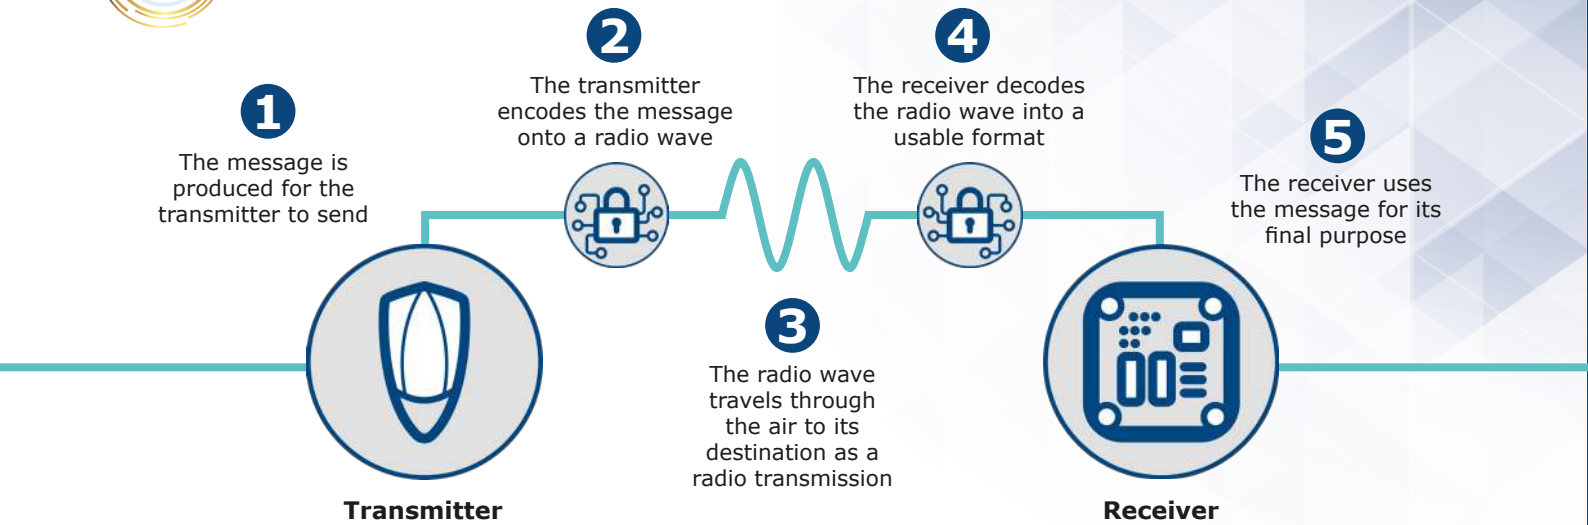 1
The message is
produced for the
transmitter to send
2
The transmitter
encodes the message
onto a radio wave
3
The radio wave
travels through
the air to its
destination as a
radio transmission
4
The receiver decodes
the radio wave into a
usable format
5
The receiver uses
the message for its
final purpose
Transmitter
Receiver